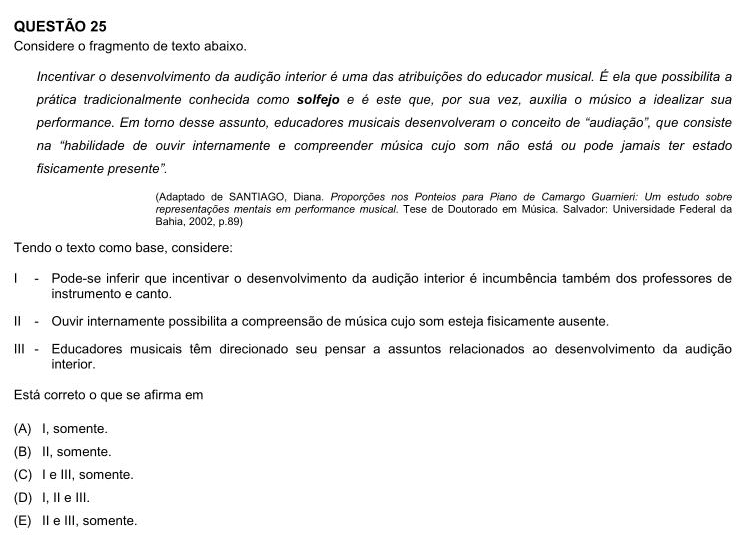 QUESTÃO 25
Considere o fragmento de texto abaixo.
Incentivar o desenvolvimento da audição interior é uma das atribuições do educador musical. É ela que possibilita a
prática tradicionalmente conhecida como solfejo e é este que, por sua vez, auxilia o músico a idealizar sua
performance. Em torno desse assunto, educadores musicais desenvolveram o conceito de “audiação”, que consiste
na “habilidade de ouvir internamente e compreender música cujo som não está ou pode jamais ter estado
fisicamente presente”.
(Adaptado de SANTIAGO, Diana. Proporções nos Ponteios para Piano de Camargo Guarnieri: Um estudo sobre
representações mentais em performance musical. Tese de Doutorado em Música. Salvador: Universidade Federal da
Bahia, 2002, p.89)
Tendo o texto como base, considere:
I - Pode-se inferir que incentivar o desenvolvimento da audição interior é incumbência também dos professores de
instrumento e canto.
II - Ouvir internamente possibilita a compreensão de música cujo som esteja fisicamente ausente.
III - Educadores musicais têm direcionado seu pensar a assuntos relacionados ao desenvolvimento da audição
interior.
Está correto o que se afirma em
(A) I, somente.
(B) II, somente.
(C) I e III, somente.
(D) I, II e III.
(E) II e III, somente.